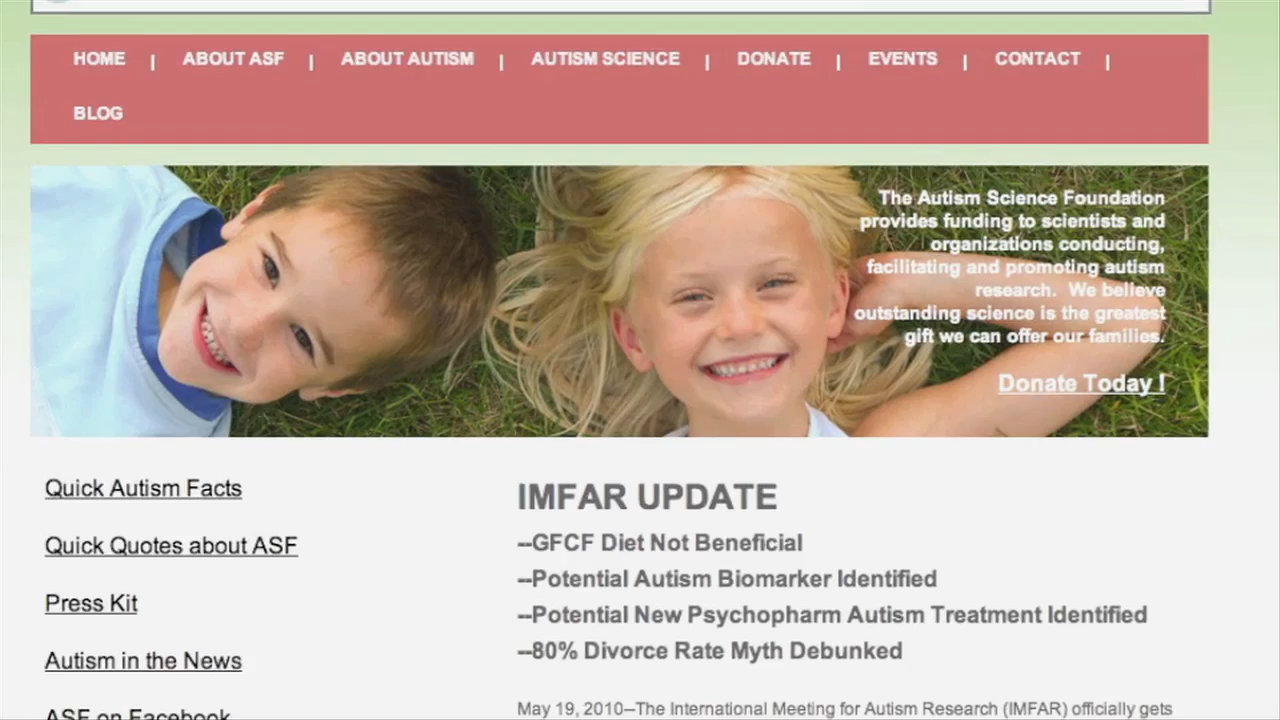 HOME | ABOUT ASF | ABOUT AUTISM | AUTISM SCIENCE | DONATE | EVENTS | CONTACT |
BLOG
The Autism Science Foundation
provides funding to scientists and
organizations conducting,
facilitating and promoting autism
research. We believe
outstanding science is the greatest
gift we can offer our families.
Donate Today !
Quick Autism Facts
Quick Quotes about ASF
Press Kit
Autism in the News
ASF on Facebook
IMFAR UPDATE
--GFCF Diet Not Beneficial
--Potential Autism Biomarker Identified
--Potential New Psychopharm Autism Treatment Identified
--80% Divorce Rate Myth Debunked
May 19, 2010--The International Meeting for Autism Research (IMFAR) officially gets